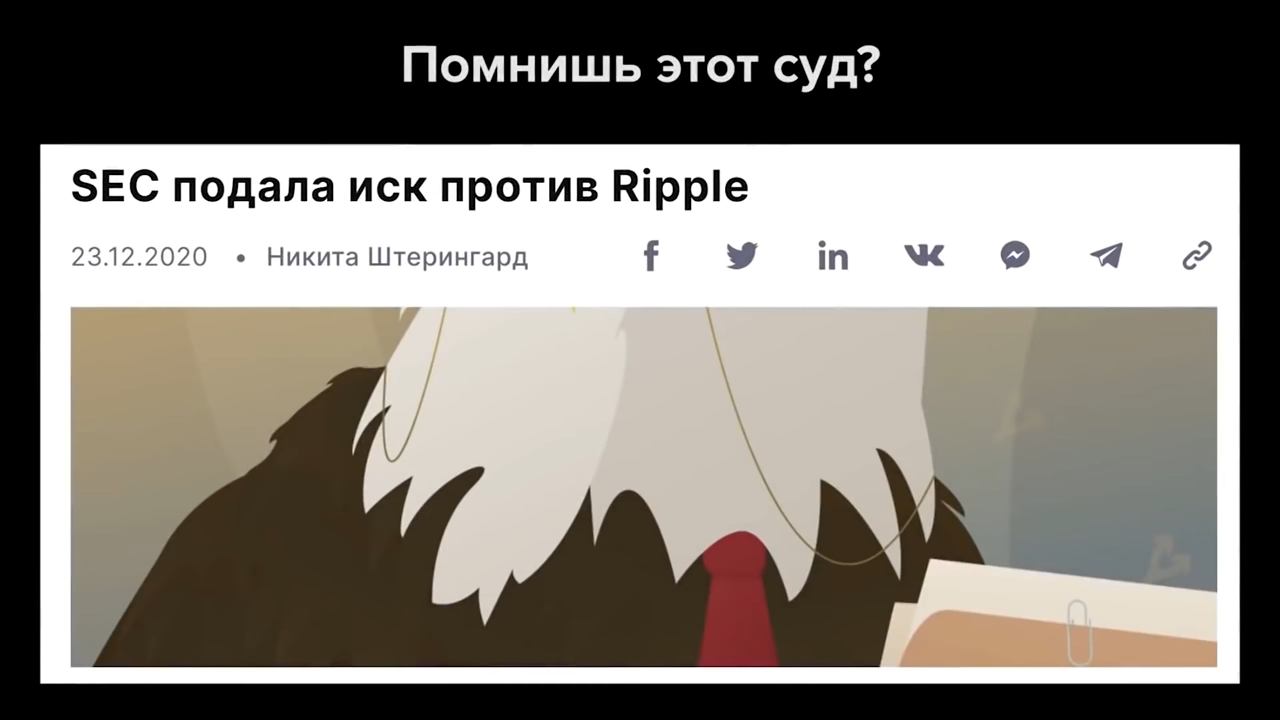 Помнишь этот суд?
SEC подала иск против Ripple
23.12.2020 • Никита Штерингард